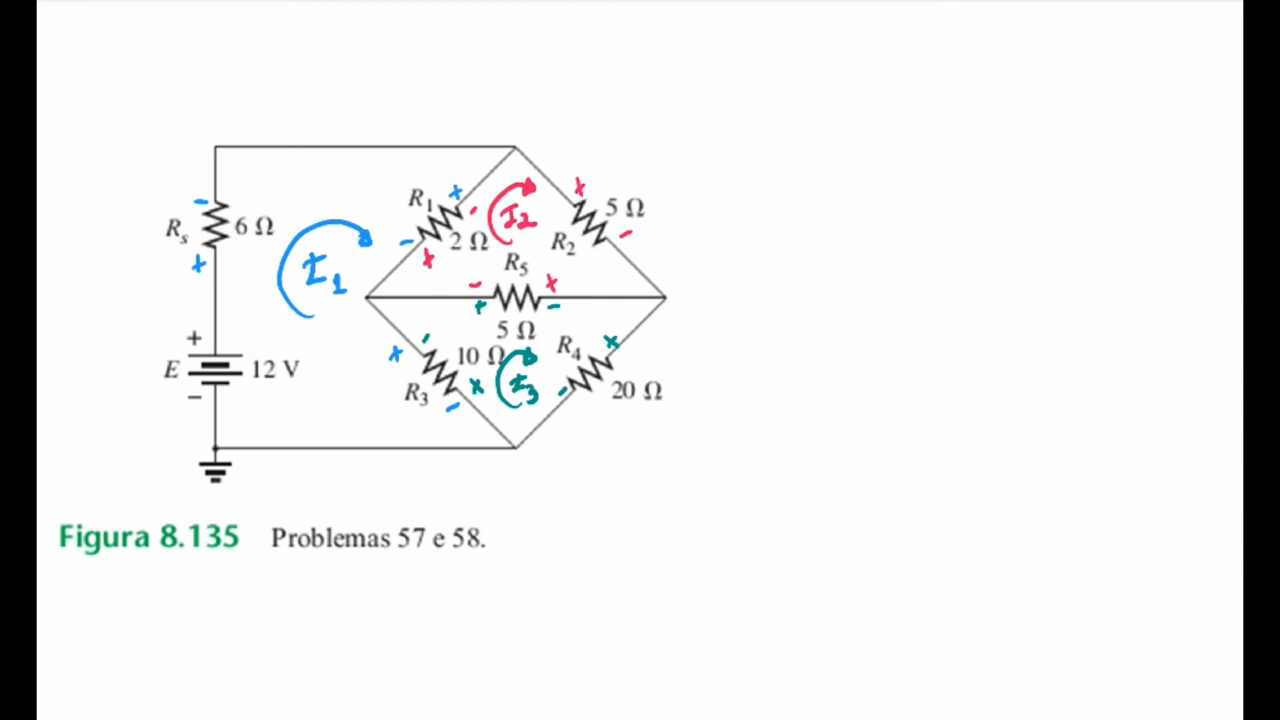 R1
I2
5 Ω
Rs
6 Ω
I1
2 Ω
R2
R5
+
5 Ω
R4
E
12 V
10 Ω
−
R3
I3
20 Ω
Figura 8.135 Problemas 57 e 58.